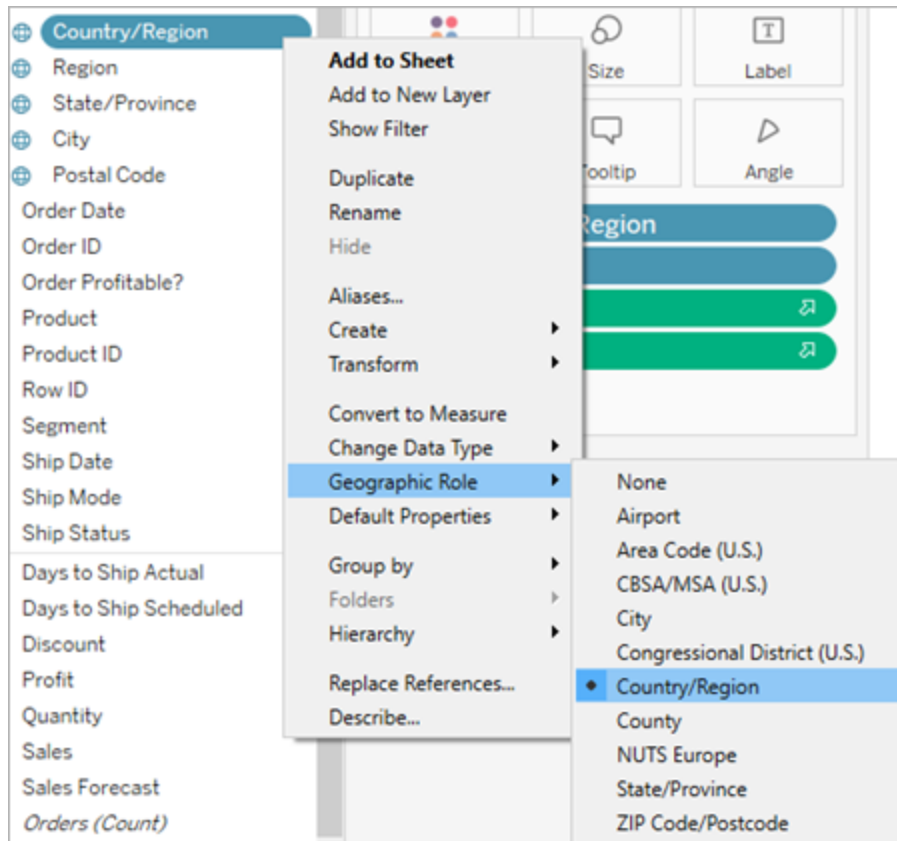 Country/Region
Region
State/Province
City
Postal Code
Order Date
Order ID
Order Profitable?
Product
Product ID
Row ID
Segment
Ship Date
Ship Mode
Ship Status
Days to Ship Actual
Days to Ship Scheduled
Discount
Profit
Quantity
Sales
Sales Forecast
Orders (Count)
Add to Sheet
Add to New Layer
Show Filter
Duplicate
Rename
Hide
Aliases...
Create
Transform
Convert to Measure
Change Data Type
Geographic Role
Default Properties
Group by
Folders
Hierarchy
Replace References...
Describe...
Size
T
Label
ooltip
Angle
Region
None
Airport
Area Code (U.S.)
CBSA/MSA (U.S.)
City
Congressional District (U.S.)
Country/Region
County
NUTS Europe
State/Province
ZIP Code/Postcode